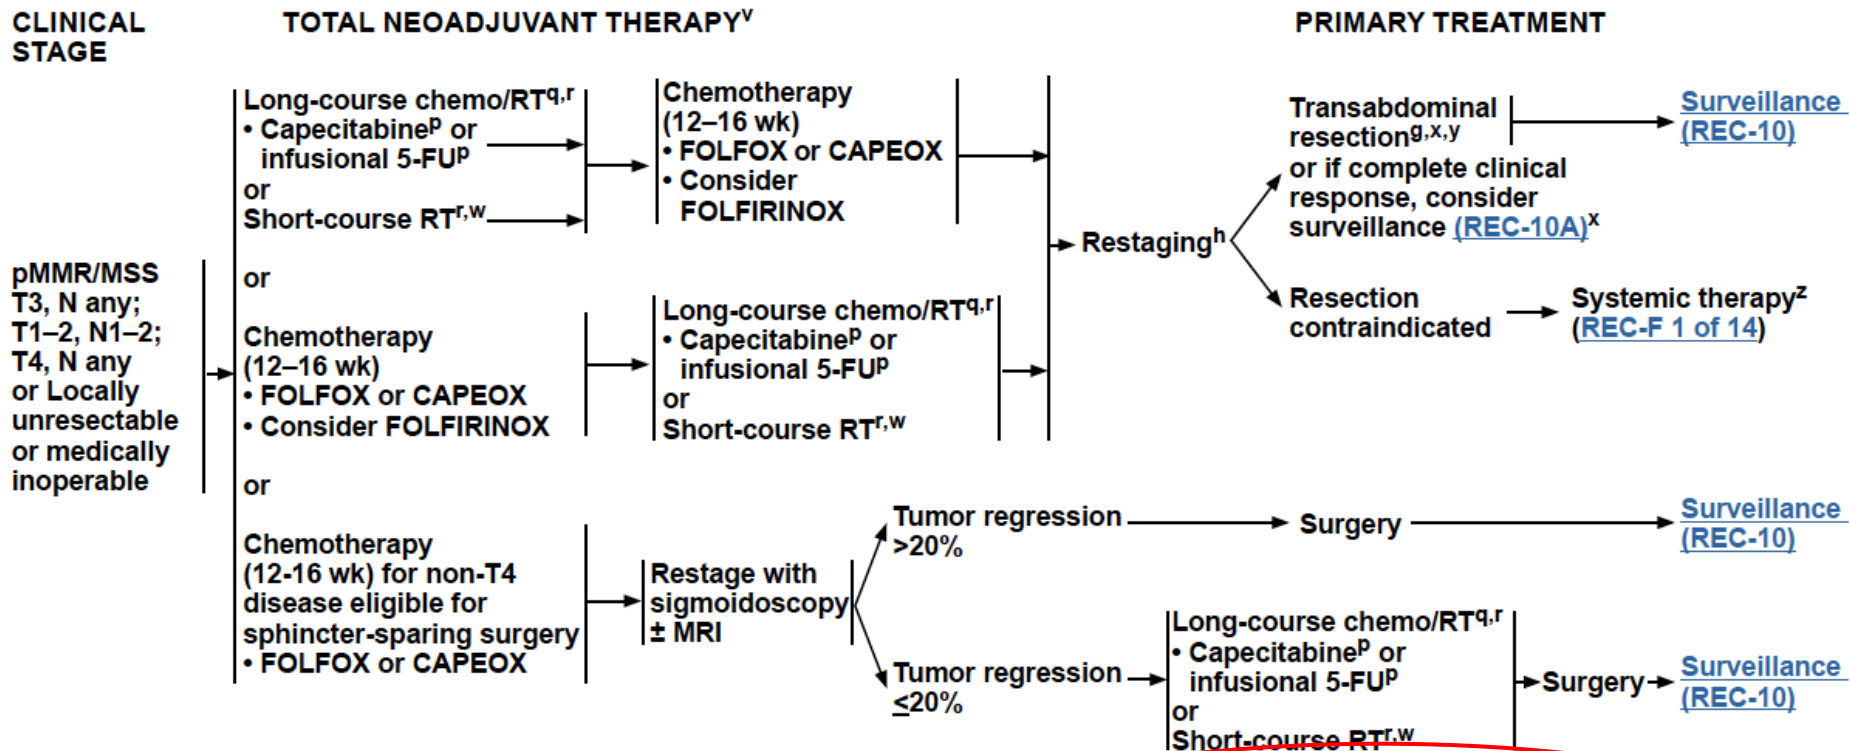 CLINICAL
STAGE
TOTAL NEOADJUVANT THERAPYᵛ
PRIMARY TREATMENT
pMMR/MSS
T3, N any;
T1–2, N1–2;
T4, N any
or Locally
unresectable
or medically
inoperable
Long-course chemo/RTq,r
• Capecitabineᵖ or
infusional 5-FUᵖ
or
Short-course RTr,w
Chemotherapy
(12–16 wk)
• FOLFOX or CAPEOX
• Consider
FOLFIRINOX
or
Chemotherapy
(12–16 wk)
• FOLFOX or CAPEOX
• Consider FOLFIRINOX
Long-course chemo/RTq,r
• Capecitabineᵖ or
infusional 5-FUᵖ
or
Short-course RTr,w
Restagingʰ
Transabdominal
resectiong,x,y
or if complete clinical
response, consider
surveillance (REC-10A)ˣ
Surveillance
(REC-10)
Resection
contraindicated
Systemic therapyᶻ
(REC-F 1 of 14)
or
Chemotherapy
(12-16 wk) for non-T4
disease eligible for
sphincter-sparing surgery
• FOLFOX or CAPEOX
Restage with
sigmoidoscopy
± MRI
Tumor regression
>20%
Surgery
Surveillance
(REC-10)
Tumor regression
≤20%
Long-course chemo/RTq,r
• Capecitabineᵖ or
infusional 5-FUᵖ
or
Short-course RTr,w
Surgery
Surveillance
(REC-10)